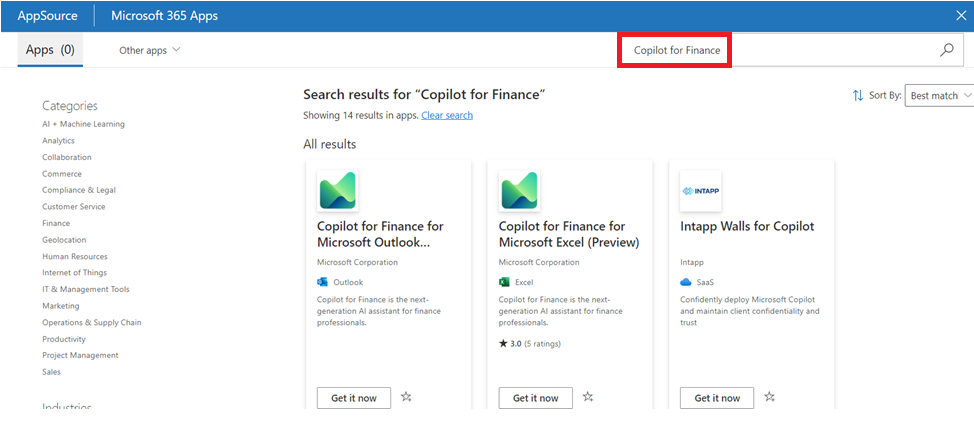 AppSource
Microsoft 365 Apps
Apps (0)
Other apps
Copilot for Finance
Categories
AI + Machine Learning
Analytics
Collaboration
Commerce
Compliance & Legal
Customer Service
Finance
Geolocation
Human Resources
Internet of Things
IT & Management Tools
Marketing
Operations & Supply Chain
Productivity
Project Management
Sales
Industries
Search results for “Copilot for Finance”
Showing 14 results in apps. Clear search
Sort By: Best match
All results
Copilot for Finance for
Microsoft Outlook...
Microsoft Corporation
Outlook
Copilot for Finance is the next-
generation AI assistant for finance
professionals.
Get it now
Copilot for Finance for
Microsoft Excel (Preview)
Microsoft Corporation
Excel
Copilot for Finance is the next-
generation AI assistant for finance
professionals.
★ 3.0 (5 ratings)
Get it now
INTAPP
Intapp Walls for Copilot
Intapp
SaaS
Confidently deploy Microsoft Copilot
and maintain client confidentiality and
trust
Get it now